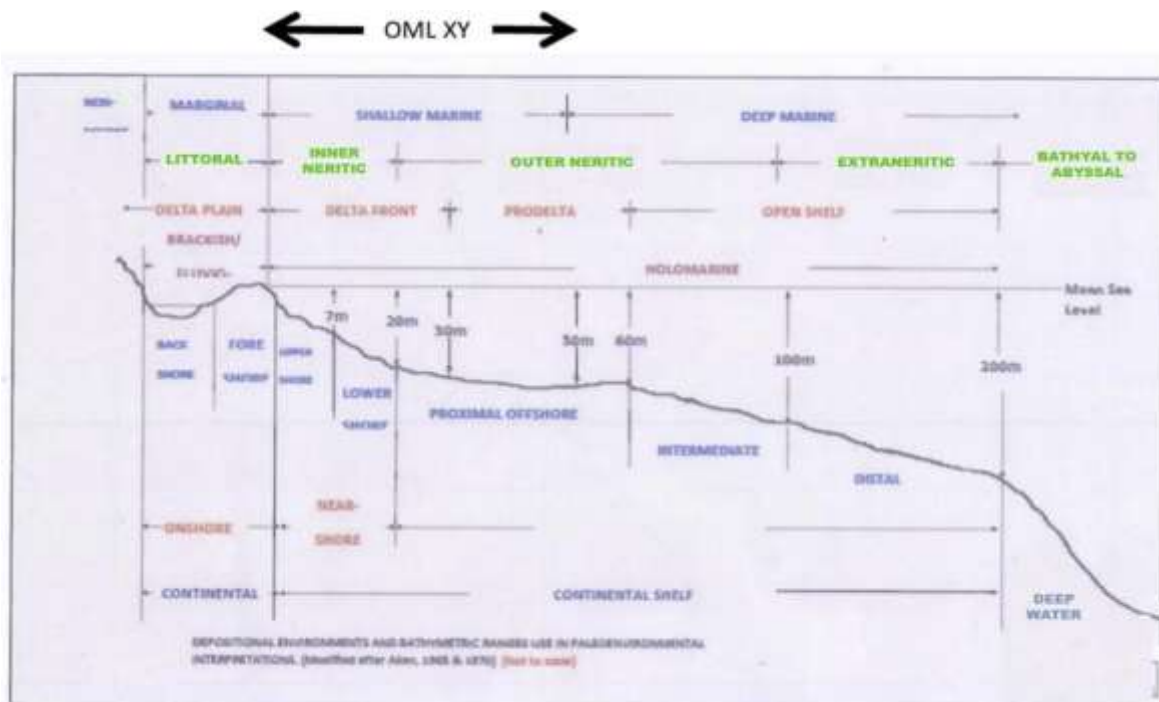 OML XY
MARGINAL
SHALLOW MARINE
DEEP MARINE
LITTORAL
INNER
NERITIC
OUTER NERITIC
EXTRANERITIC
BATHYAL TO
ABYSSAL
DELTA PLAIN
DELTA FRONT
PRODELTA
OPEN SHELF
BRACKISH/
HOLOMARINE
Mean Sea
Level
7m
20m
30m
50m
60m
100m
200m
BACK
SHORE
FORE
UPPER
SHORE
LOWER
PROXIMAL OFFSHORE
INTERMEDIATE
DISTAL
ONSHORE
NEAR-
SHORE
CONTINENTAL
CONTINENTAL SHELF
DEEP
WATER
DEPOSITIONAL ENVIRONMENTS AND BATHYMETRIC RANGES USE IN PALEOENVIRONMENTAL
INTERPRETATIONS. (Modified after Allen, & 1970) (Not to scale)